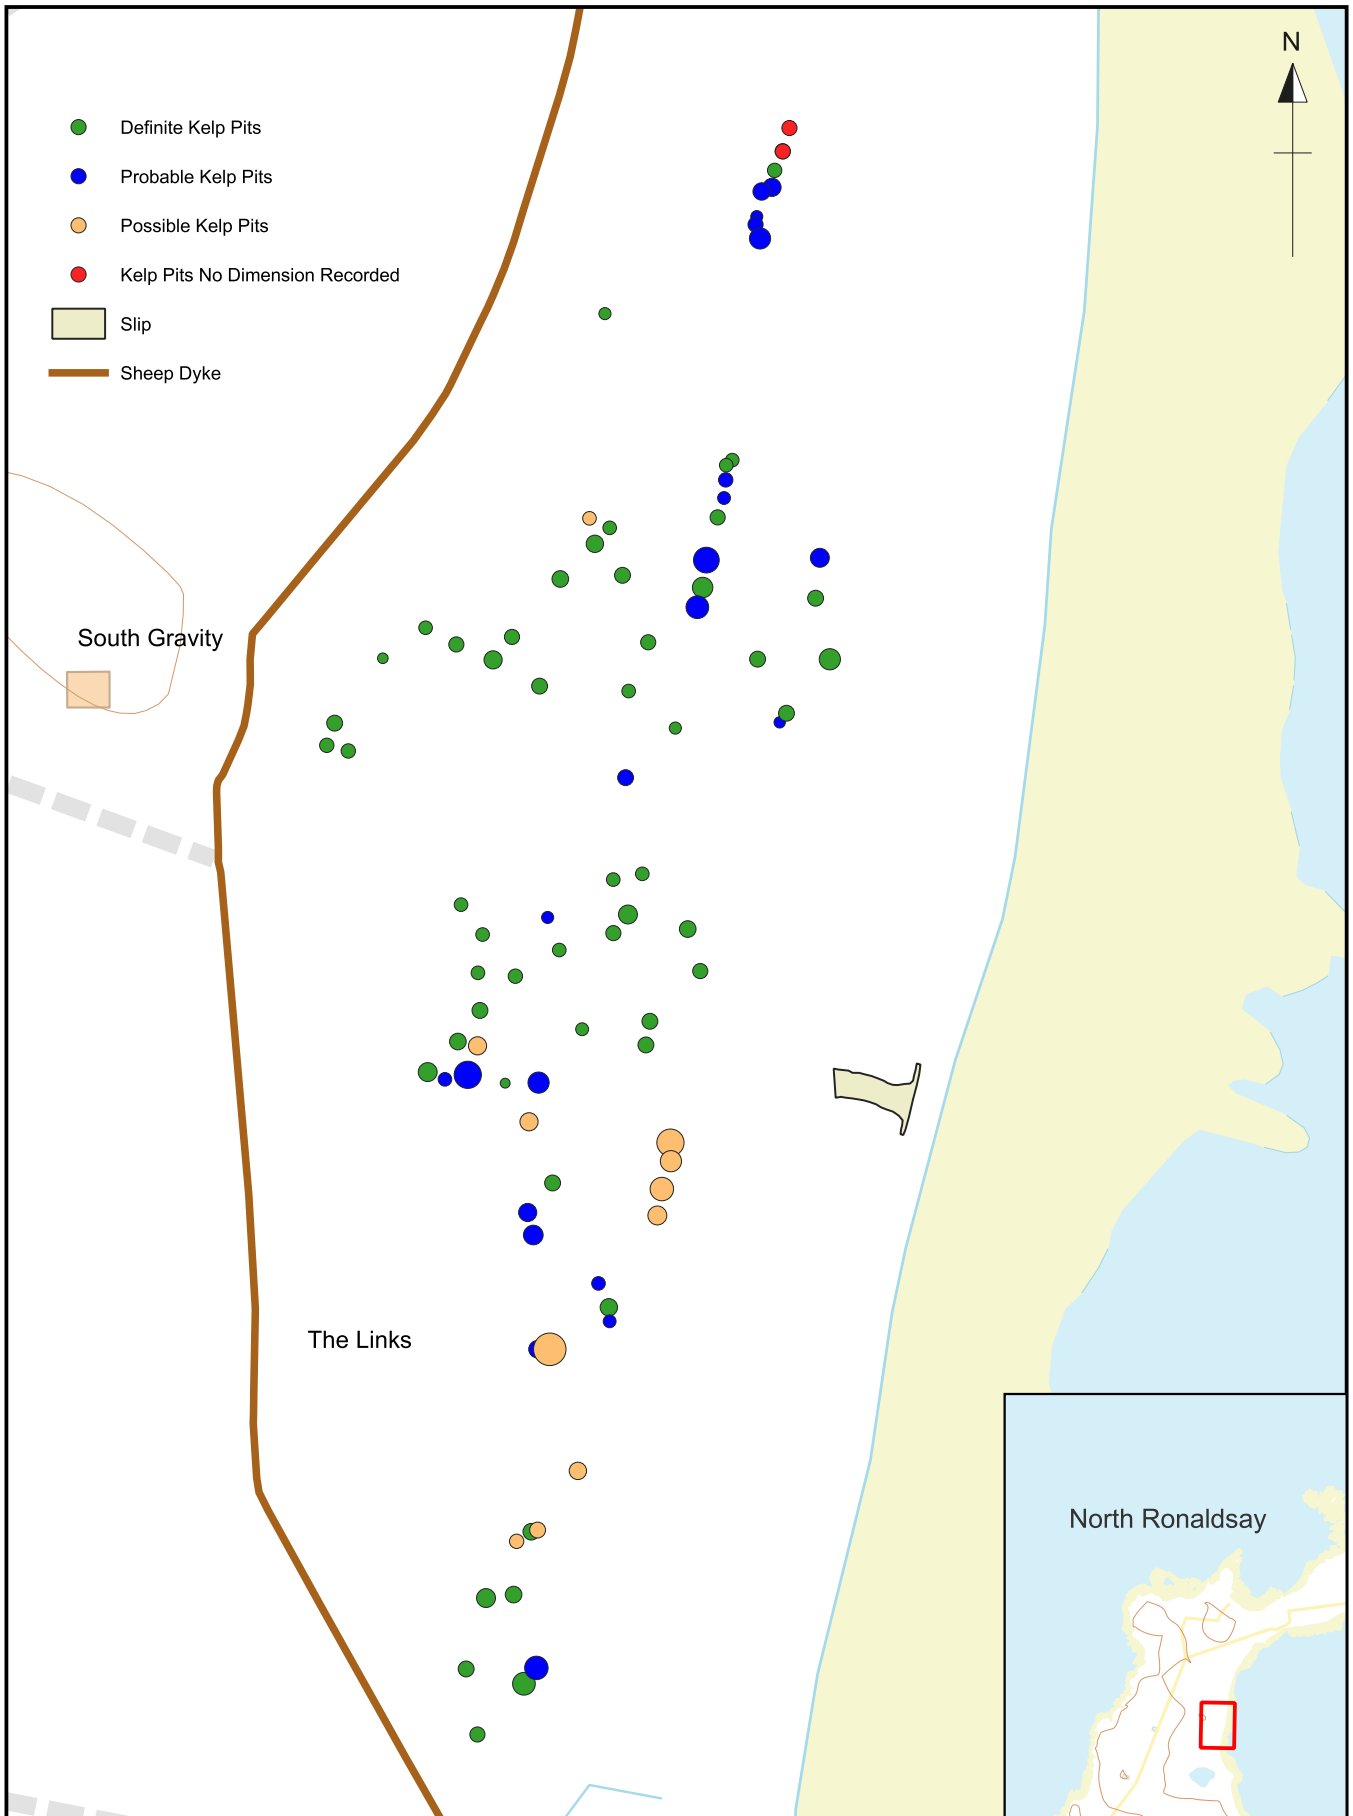 N
Definite Kelp Pits
Probable Kelp Pits
Possible Kelp Pits
Kelp Pits No Dimension Recorded
Slip
Sheep Dyke
South Gravity
The Links
North Ronaldsay